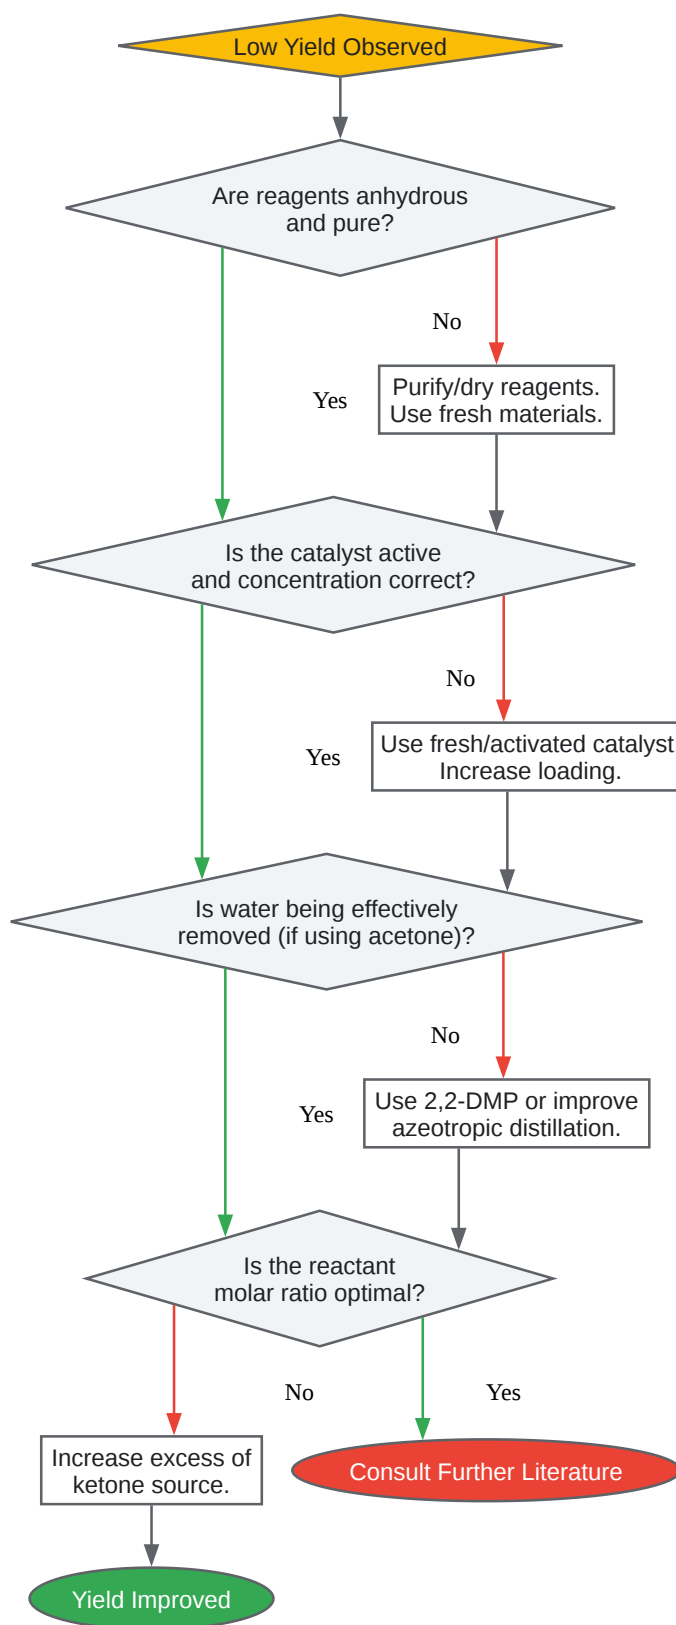 Low Yield Observed
Are reagents anhydrous
and pure?
No
Yes
Purify/dry reagents.
Use fresh materials.
Is the catalyst active
and concentration correct?
No
Yes
Use fresh/activated catalyst.
Increase loading.
Is water being effectively
removed (if using acetone)?
No
Yes
Use 2,2-DMP or improve
azeotropic distillation.
Is the reactant
molar ratio optimal?
No
Yes
Increase excess of
ketone source.
Consult Further Literature
Yield Improved